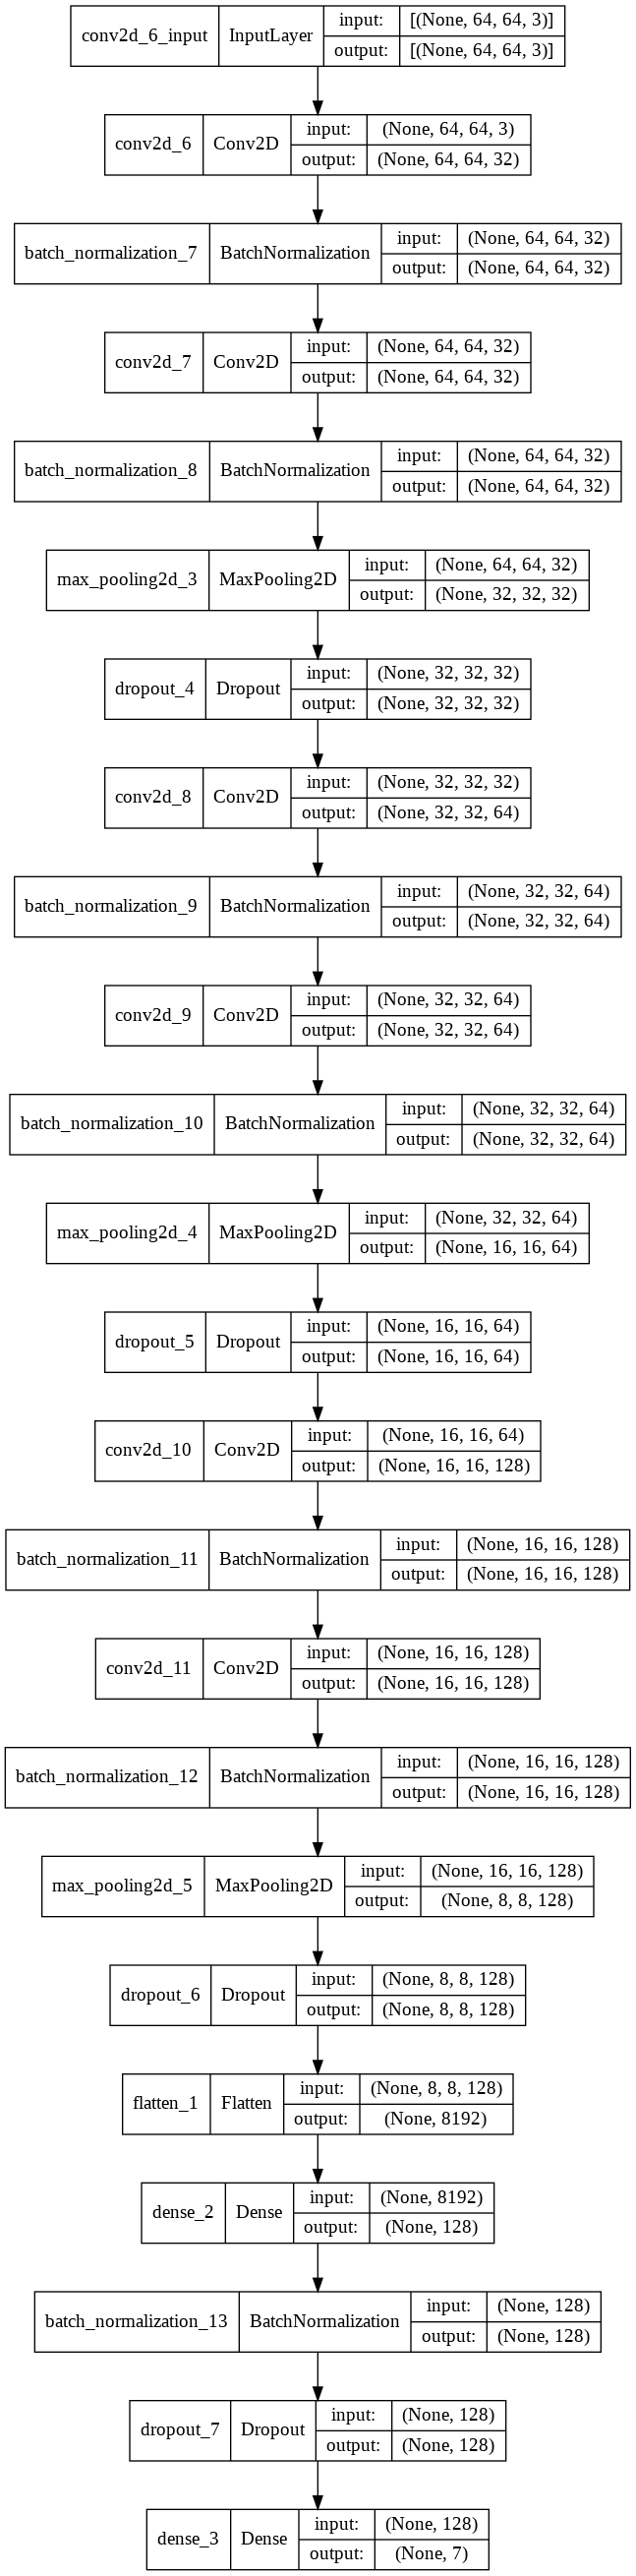 conv2d_6_input InputLayer input: [(None, 64, 64, 3)]
output: [(None, 64, 64, 3)]
conv2d_6 Conv2D input: (None, 64, 64, 3)
output: (None, 64, 64, 32)
batch_normalization_7 BatchNormalization input: (None, 64, 64, 32)
output: (None, 64, 64, 32)
conv2d_7 Conv2D input: (None, 64, 64, 32)
output: (None, 64, 64, 32)
batch_normalization_8 BatchNormalization input: (None, 64, 64, 32)
output: (None, 64, 64, 32)
max_pooling2d_3 MaxPooling2D input: (None, 64, 64, 32)
output: (None, 32, 32, 32)
dropout_4 Dropout input: (None, 32, 32, 32)
output: (None, 32, 32, 32)
conv2d_8 Conv2D input: (None, 32, 32, 32)
output: (None, 32, 32, 64)
batch_normalization_9 BatchNormalization input: (None, 32, 32, 64)
output: (None, 32, 32, 64)
conv2d_9 Conv2D input: (None, 32, 32, 64)
output: (None, 32, 32, 64)
batch_normalization_10 BatchNormalization input: (None, 32, 32, 64)
output: (None, 32, 32, 64)
max_pooling2d_4 MaxPooling2D input: (None, 32, 32, 64)
output: (None, 16, 16, 64)
dropout_5 Dropout input: (None, 16, 16, 64)
output: (None, 16, 16, 64)
conv2d_10 Conv2D input: (None, 16, 16, 64)
output: (None, 16, 16, 128)
batch_normalization_11 BatchNormalization input: (None, 16, 16, 128)
output: (None, 16, 16, 128)
conv2d_11 Conv2D input: (None, 16, 16, 128)
output: (None, 16, 16, 128)
batch_normalization_12 BatchNormalization input: (None, 16, 16, 128)
output: (None, 16, 16, 128)
max_pooling2d_5 MaxPooling2D input: (None, 16, 16, 128)
output: (None, 8, 8, 128)
dropout_6 Dropout input: (None, 8, 8, 128)
output: (None, 8, 8, 128)
flatten_1 Flatten input: (None, 8, 8, 128)
output: (None, 8192)
dense_2 Dense input: (None, 8192)
output: (None, 128)
batch_normalization_13 BatchNormalization input: (None, 128)
output: (None, 128)
dropout_7 Dropout input: (None, 128)
output: (None, 128)
dense_3 Dense input: (None, 128)
output: (None, 7)